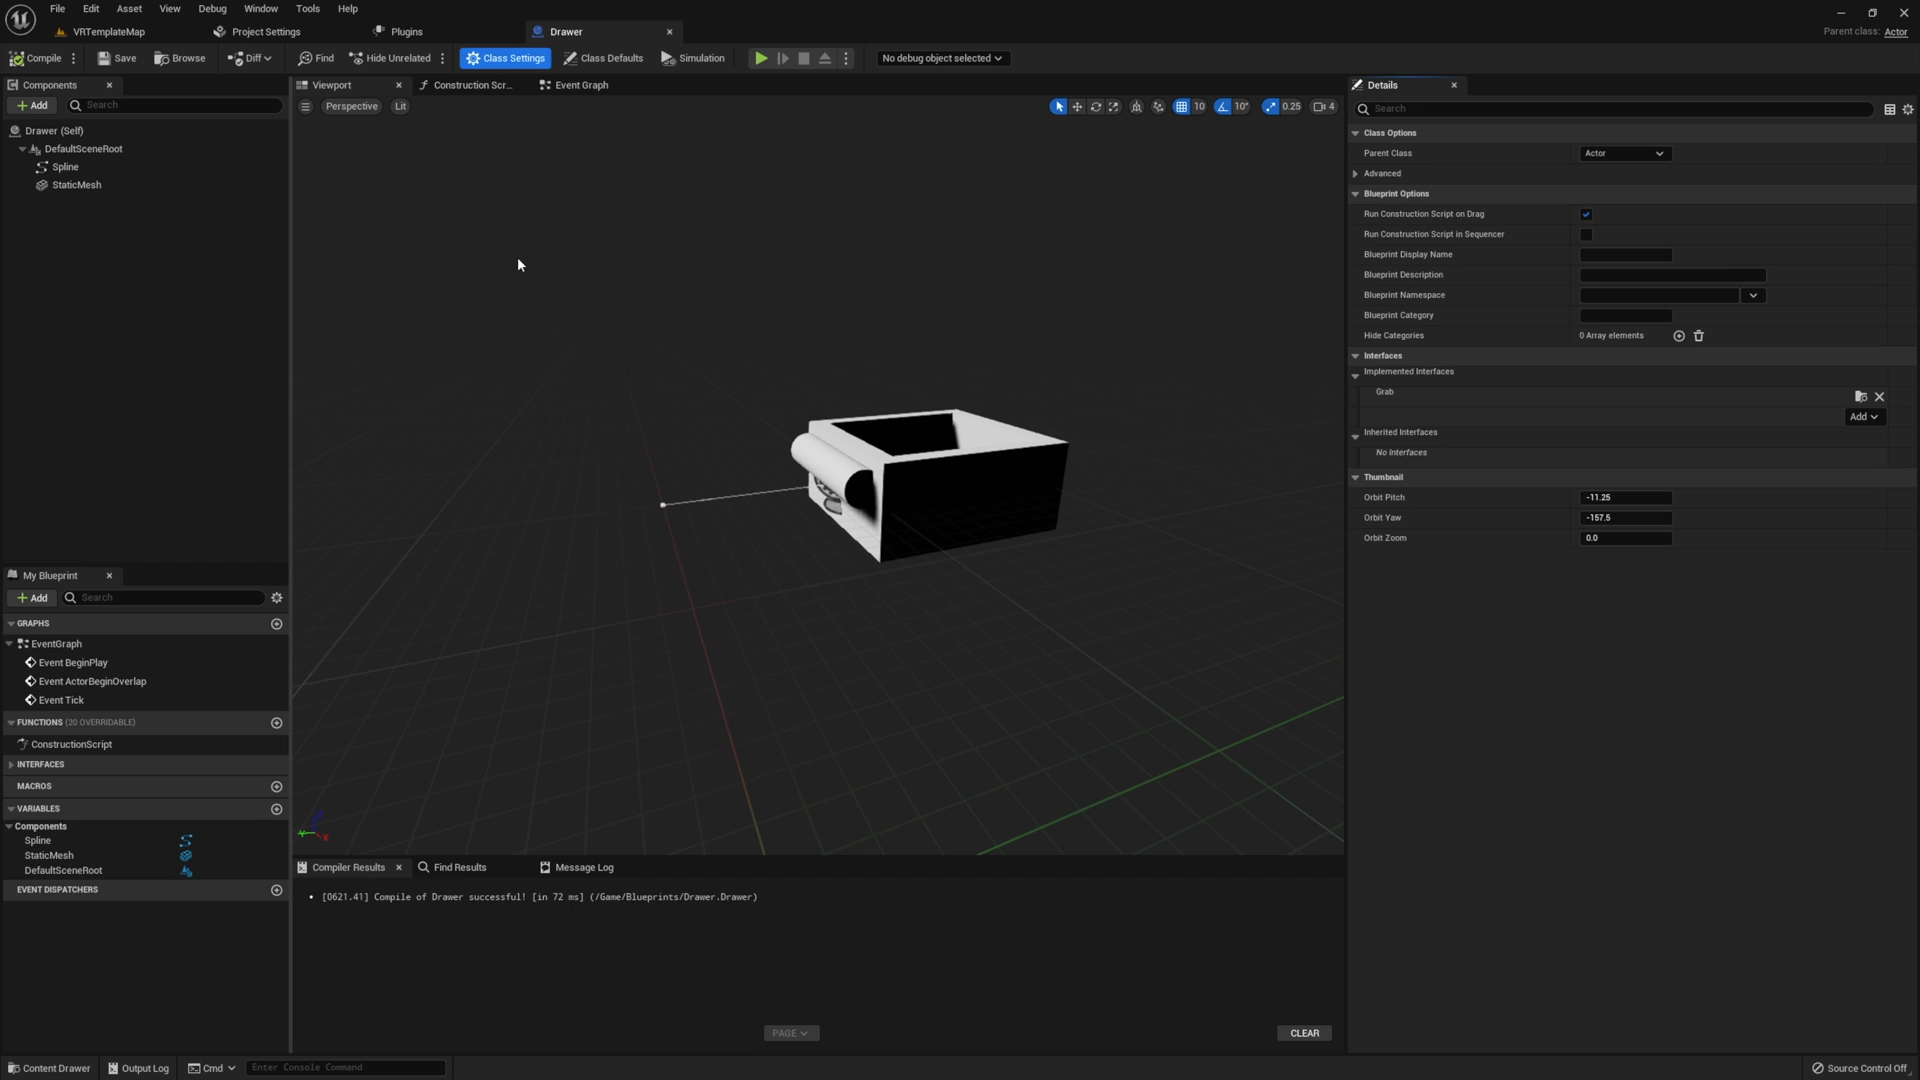 File Edit Asset View Debug Window Tools Help
VRTemplateMap Project Settings Plugins Drawer
Parent class: Actor
Compile Save Browse Diff Find Hide Unrelated Class Settings Class Defaults Simulation No debug object selected
Components
Add Search
Drawer (Self)
DefaultSceneRoot
Spline
StaticMesh
My Blueprint
Add Search
GRAPHS
EventGraph
Event BeginPlay
Event ActorBeginOverlap
Event Tick
FUNCTIONS (20 OVERRIDABLE)
ConstructionScript
INTERFACES
MACROS
VARIABLES
Components
Spline
StaticMesh
DefaultSceneRoot
EVENT DISPATCHERS
Viewport Construction Scr... Event Graph
Perspective Lit 10 10° 0.25 4
Y X
Compiler Results Find Results Message Log
[0621.41] Compile of Drawer successful! [in 72 ms] (/Game/Blueprints/Drawer.Drawer)
PAGE CLEAR
Details
Search
Class Options
Parent Class Actor
Advanced
Blueprint Options
Run Construction Script on Drag
Run Construction Script in Sequencer
Blueprint Display Name
Blueprint Description
Blueprint Namespace
Blueprint Category
Hide Categories 0 Array elements
Interfaces
Implemented Interfaces
Grab
Add
Inherited Interfaces
No Interfaces
Thumbnail
Orbit Pitch -11.25
Orbit Yaw -157.5
Orbit Zoom 0.0
Content Drawer Output Log Cmd Enter Console Command Source Control Off